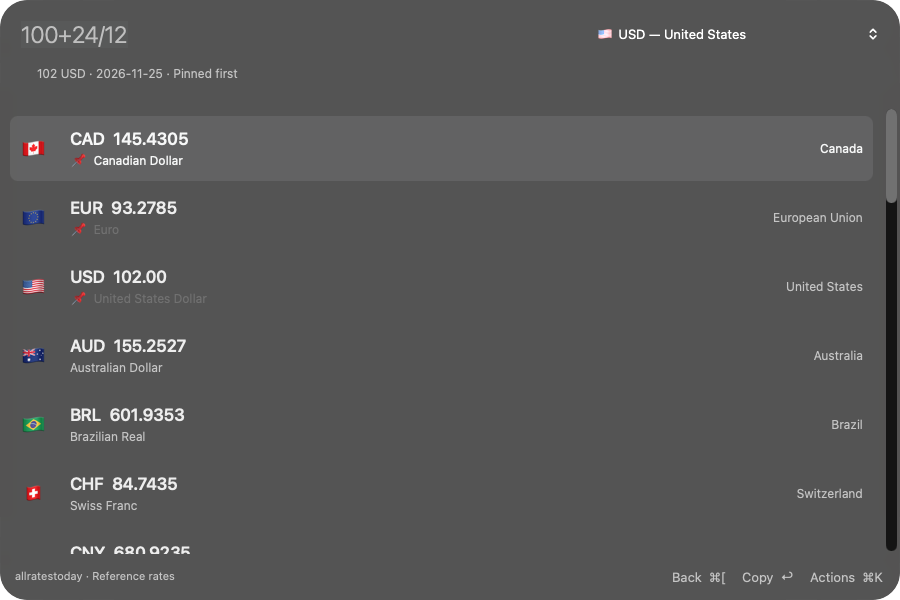 100+24/12
USD — United States
102 USD · 2026-11-25 · Pinned first
CAD 145.4305
Canadian Dollar
Canada
EUR 93.2785
Euro
European Union
USD 102.00
United States Dollar
United States
AUD 155.2527
Australian Dollar
Australia
BRL 601.9353
Brazilian Real
Brazil
CHF 84.7435
Swiss Franc
Switzerland
CNY 680.9235
allratestoday · Reference rates
Back ⌘[ Copy ↩ Actions ⌘K